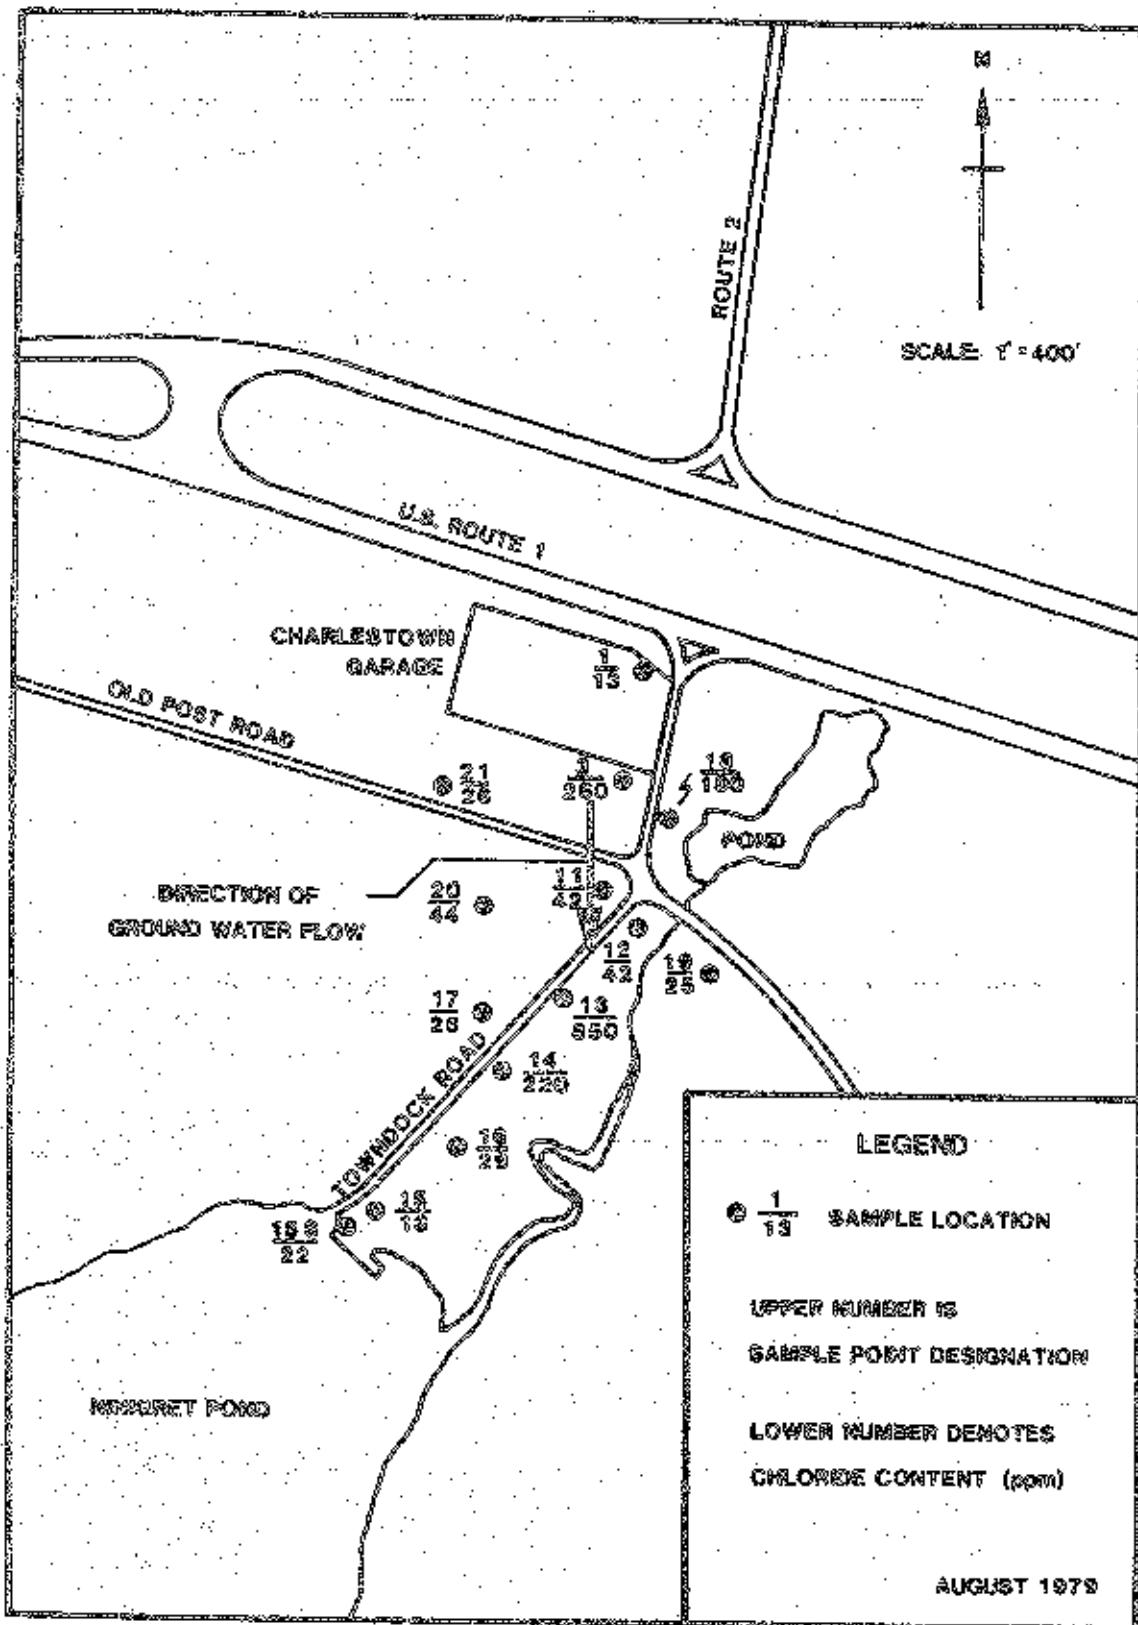 N
ROUTE 2
SCALE: 1" = 400'
U.S. ROUTE 1
CHARLESTOWN
GARAGE
1
13
OLD POST ROAD
21
26
260
180
POND
DIRECTION OF
GROUND WATER FLOW
20
44
11
12
42
17
26
13
850
14
220
TOWNDOCK ROAD
22
POND
LEGEND
1
13
SAMPLE LOCATION
UPPER NUMBER IS
SAMPLE POINT DESIGNATION
LOWER NUMBER DENOTES
CHLORIDE CONTENT (ppm)
AUGUST 1979